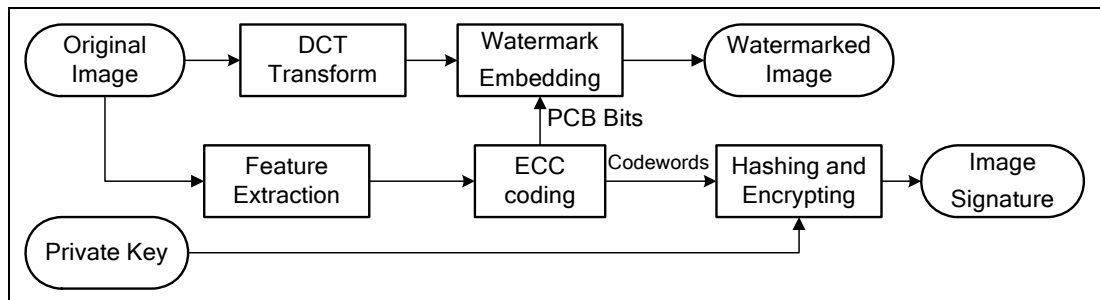 Original
Image
DCT
Transform
Watermark
Embedding
Watermarked
Image
PCB Bits
Feature
Extraction
ECC
coding
Codewords
Hashing and
Encrypting
Image
Signature
Private Key